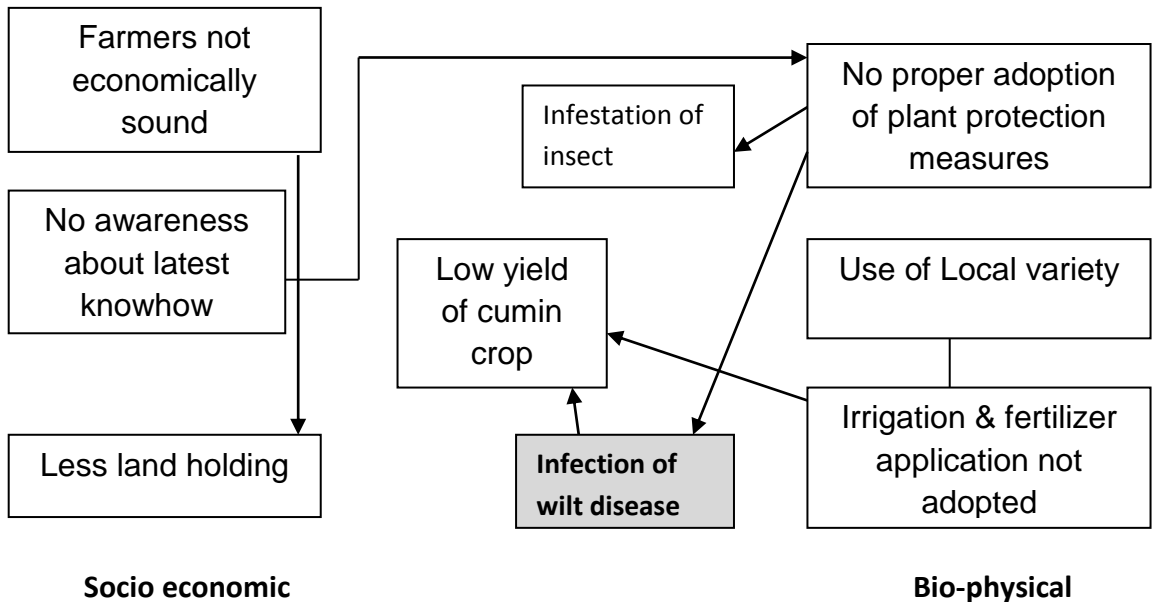 Farmers not
economically
sound
No awareness
about latest
knowhow
Less land holding
Infestation of
insect
Low yield
of cumin
crop
Infection of
wilt disease
No proper adoption
of plant protection
measures
Use of Local variety
Irrigation & fertilizer
application not
adopted
Socio economic
Bio-physical